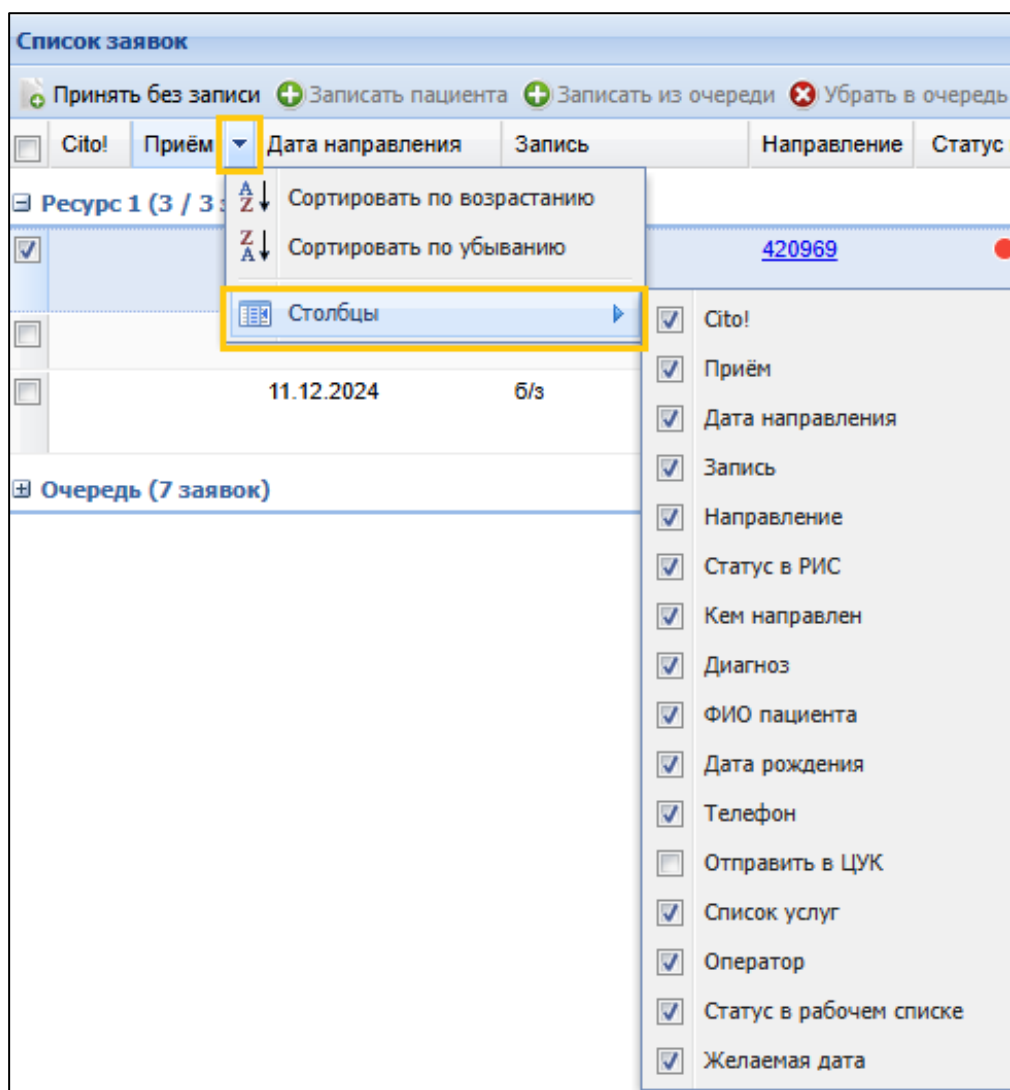 Список заявок
Принять без записи Записать пациента Записать из очереди Убрать в очередь
Cito! Приём Дата направления Запись Направление Статус
Ресурс 1 (3 / 3
Сортировать по возрастанию
Сортировать по убыванию
420969
Столбцы
Cito!
Приём
11.12.2024 б/з
Дата направления
Запись
Очередь (7 заявок)
Направление
Статус в РИС
Кем направлен
Диагноз
ФИО пациента
Дата рождения
Телефон
Отправить в ЦУК
Список услуг
Оператор
Статус в рабочем списке
Желаемая дата